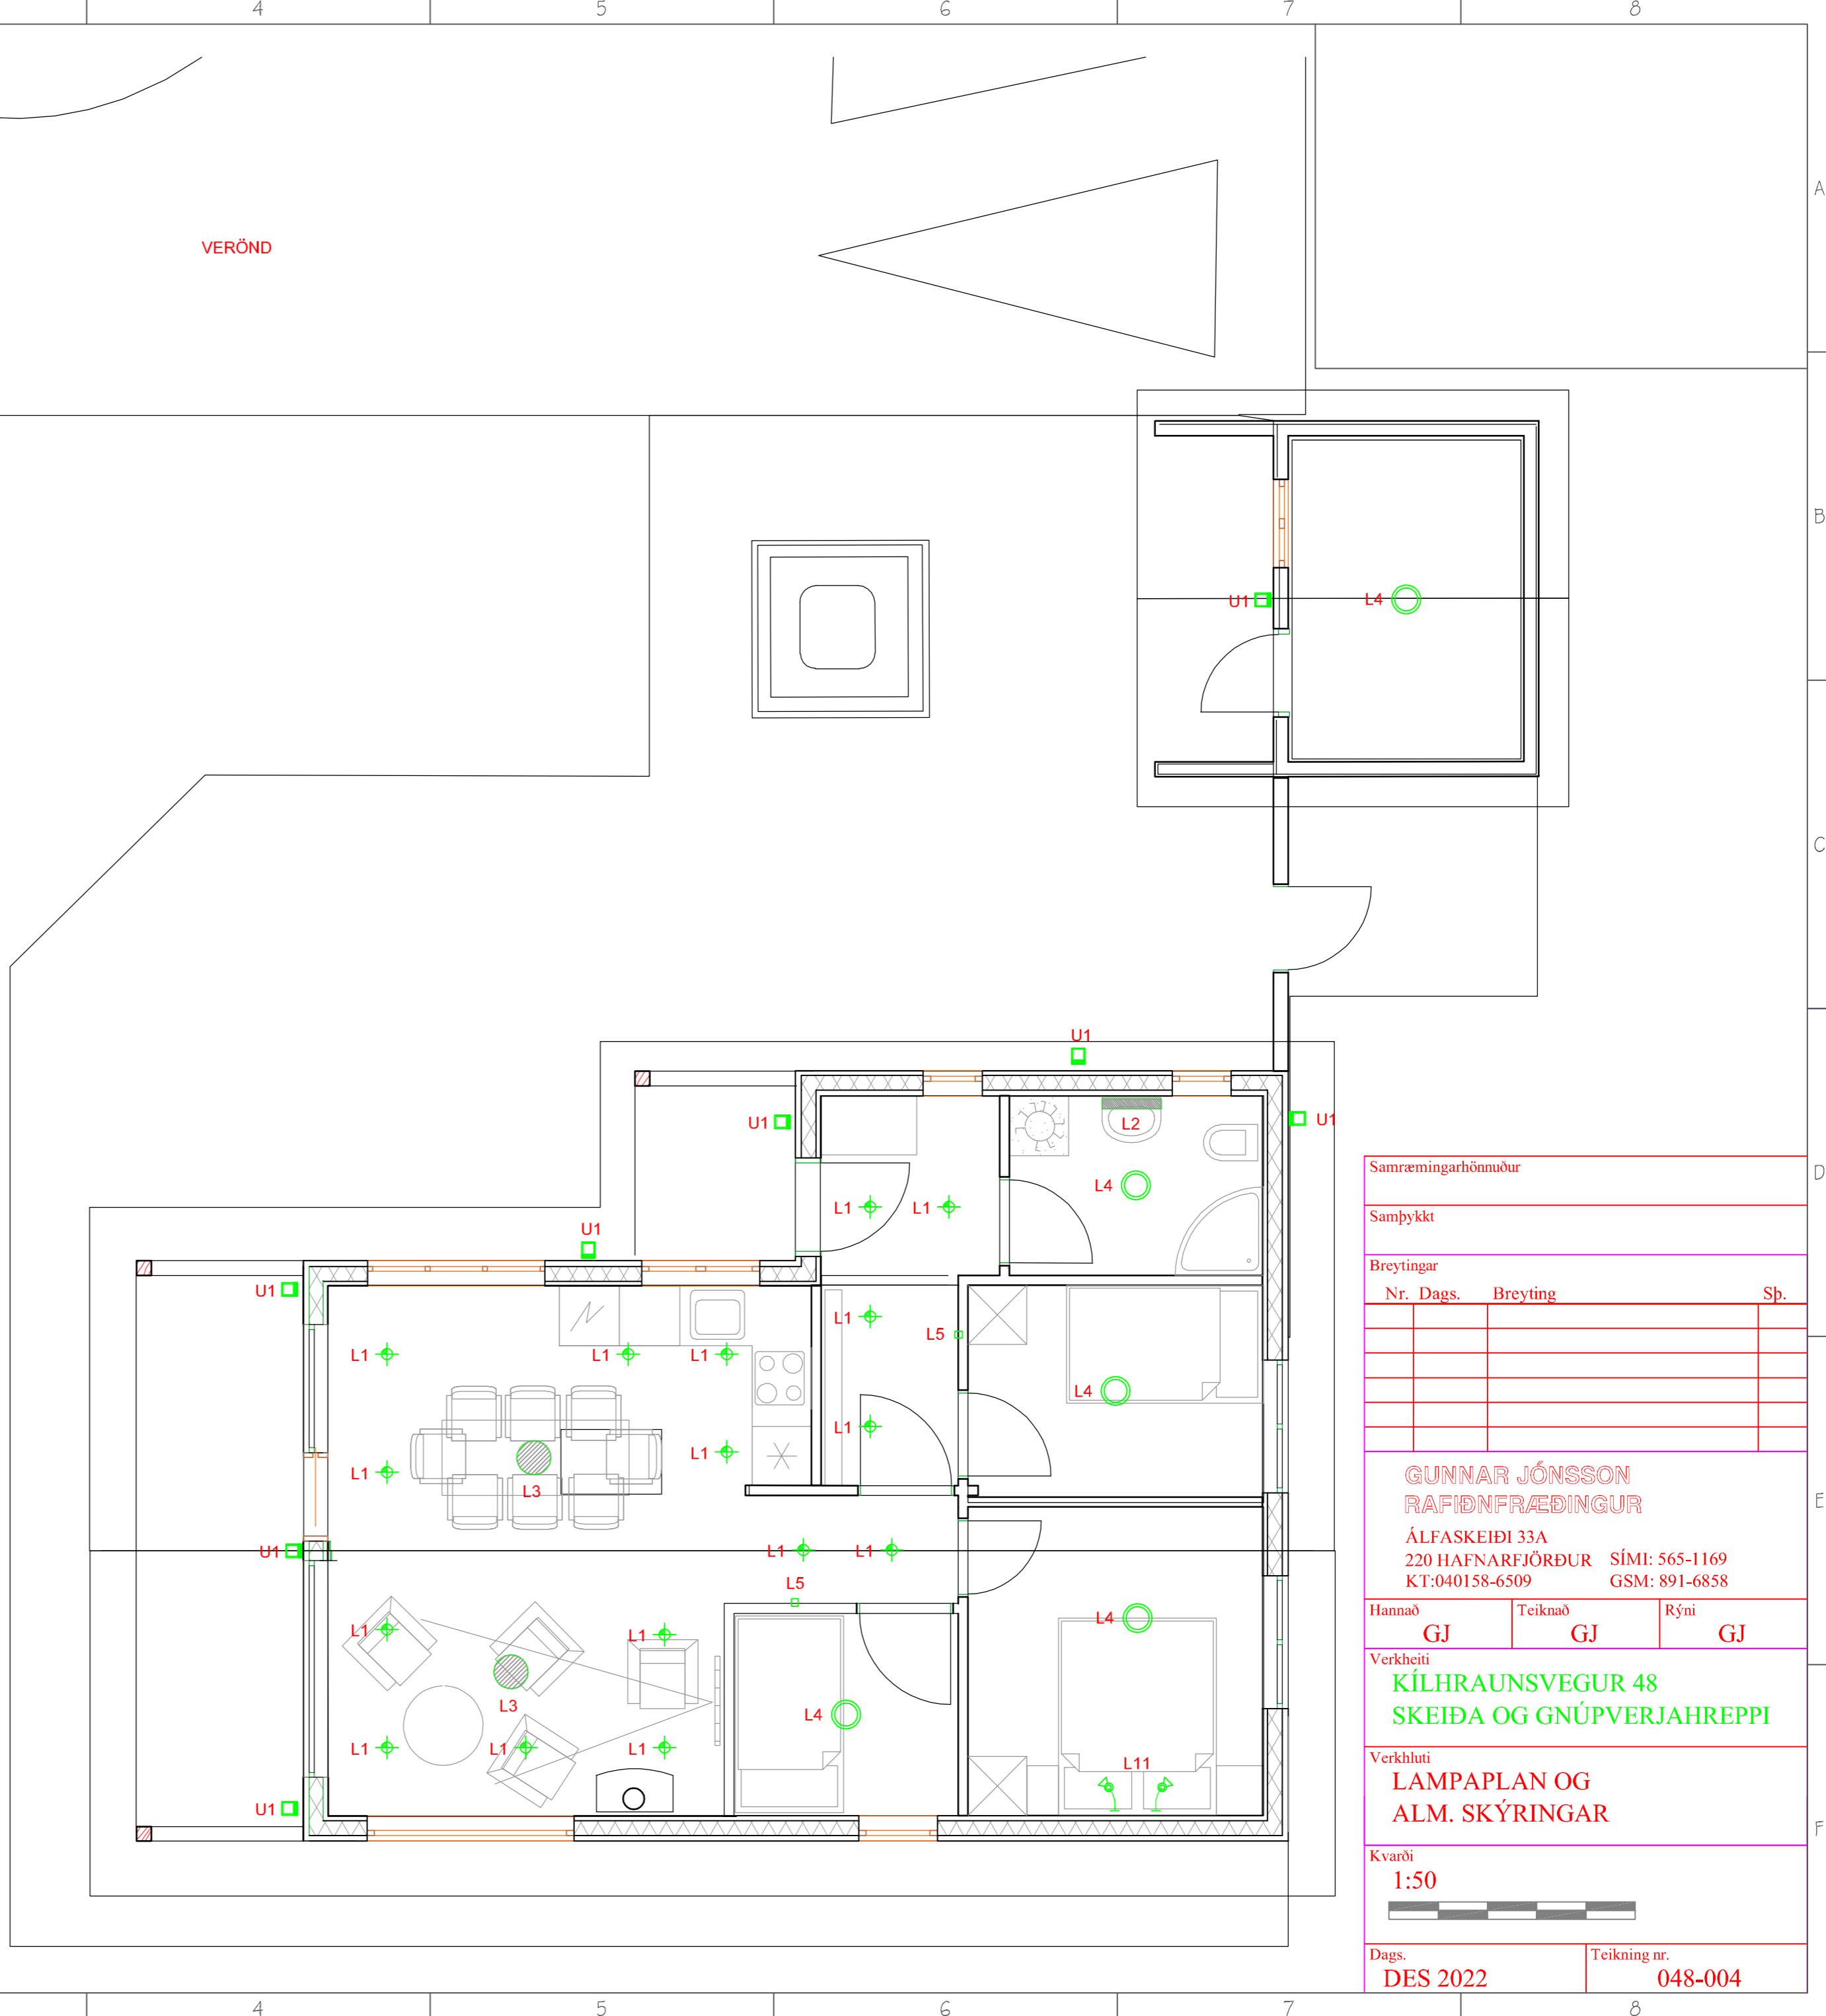 4 5 6 7 8
A
VERÖND
B
U1 L4
C
U1
U1 U1
L2
D
L4
L1 L1
U1
U1
L1
L5
L1 L1 L1
L4
L1
L1 L1
L3
E
U1 L1 L1
L5
L4
L1 L1
L3
L4
L1 L1 L1
L11
U1
F
Samræmingarhönnuður
Samþykkt
Breytingar
Nr. Dags. Breyting Sþ.
GUNNAR JÓNSSON
RAFIÐNFRÆÐINGUR
ÁLFASKEIÐI 33A
220 HAFNARFJÖRÐUR SÍMI: 565-1169
KT:040158-6509 GSM: 891-6858
Hannað Teiknað Rýni
GJ GJ GJ
Verkheiti
KÍLHRAUNSVEGUR 48
SKEIÐA OG GNÚPVERJAHREPPI
Verkhluti
LAMPAPLAN OG
ALM. SKÝRINGAR
Kvarði
1:50
Dags. Teikning nr.
DES 2022 048-004
4 5 6 7 8